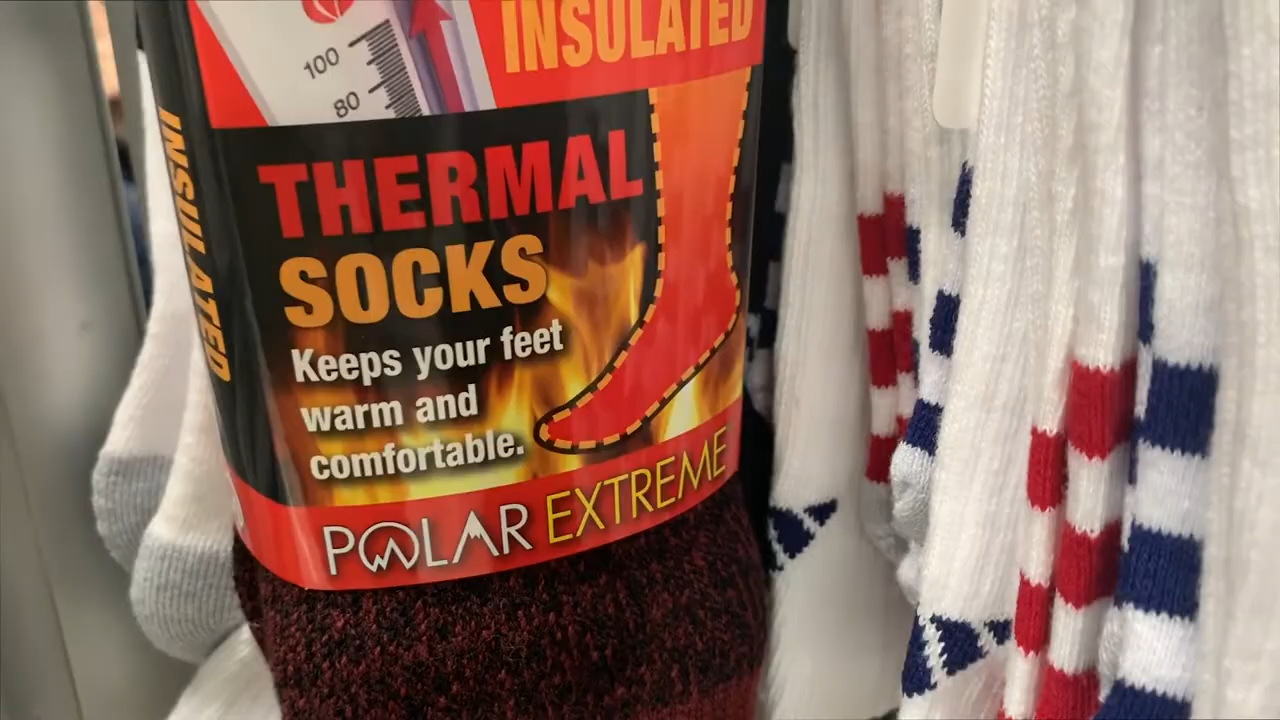 INSULATED
100
80
INSULATED
THERMAL
SOCKS
Keeps your feet
warm and
comfortable.
POLAR EXTREME